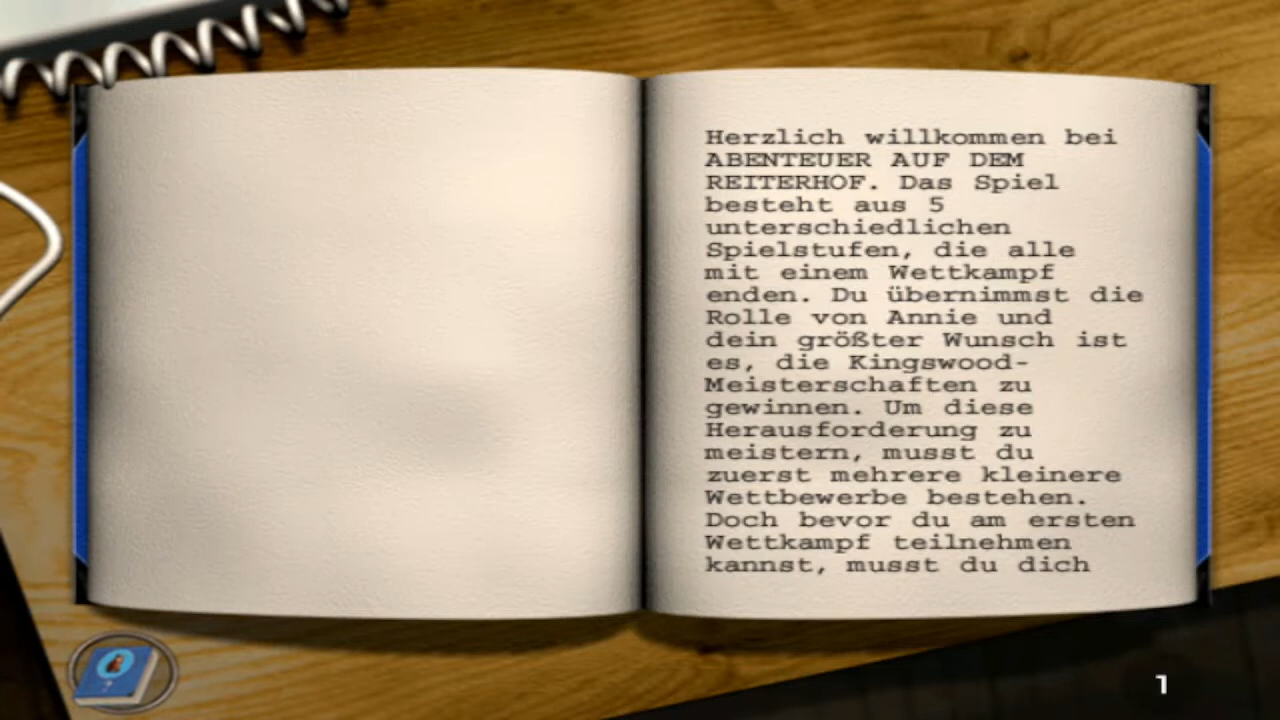 Herzlich willkommen bei
ABENTEUER AUF DEM
REITERHOF. Das Spiel
besteht aus 5
unterschiedlichen
Spielstufen, die alle
mit einem Wettkampf
enden. Du übernimmst die
Rolle von Annie und
dein größter Wunsch ist
es, die Kingswood-
Meisterschaften zu
gewinnen. Um diese
Herausforderung zu
meistern, musst du
zuerst mehrere kleinere
Wettbewerbe bestehen.
Doch bevor du am ersten
Wettkampf teilnehmen
kannst, musst du dich
1